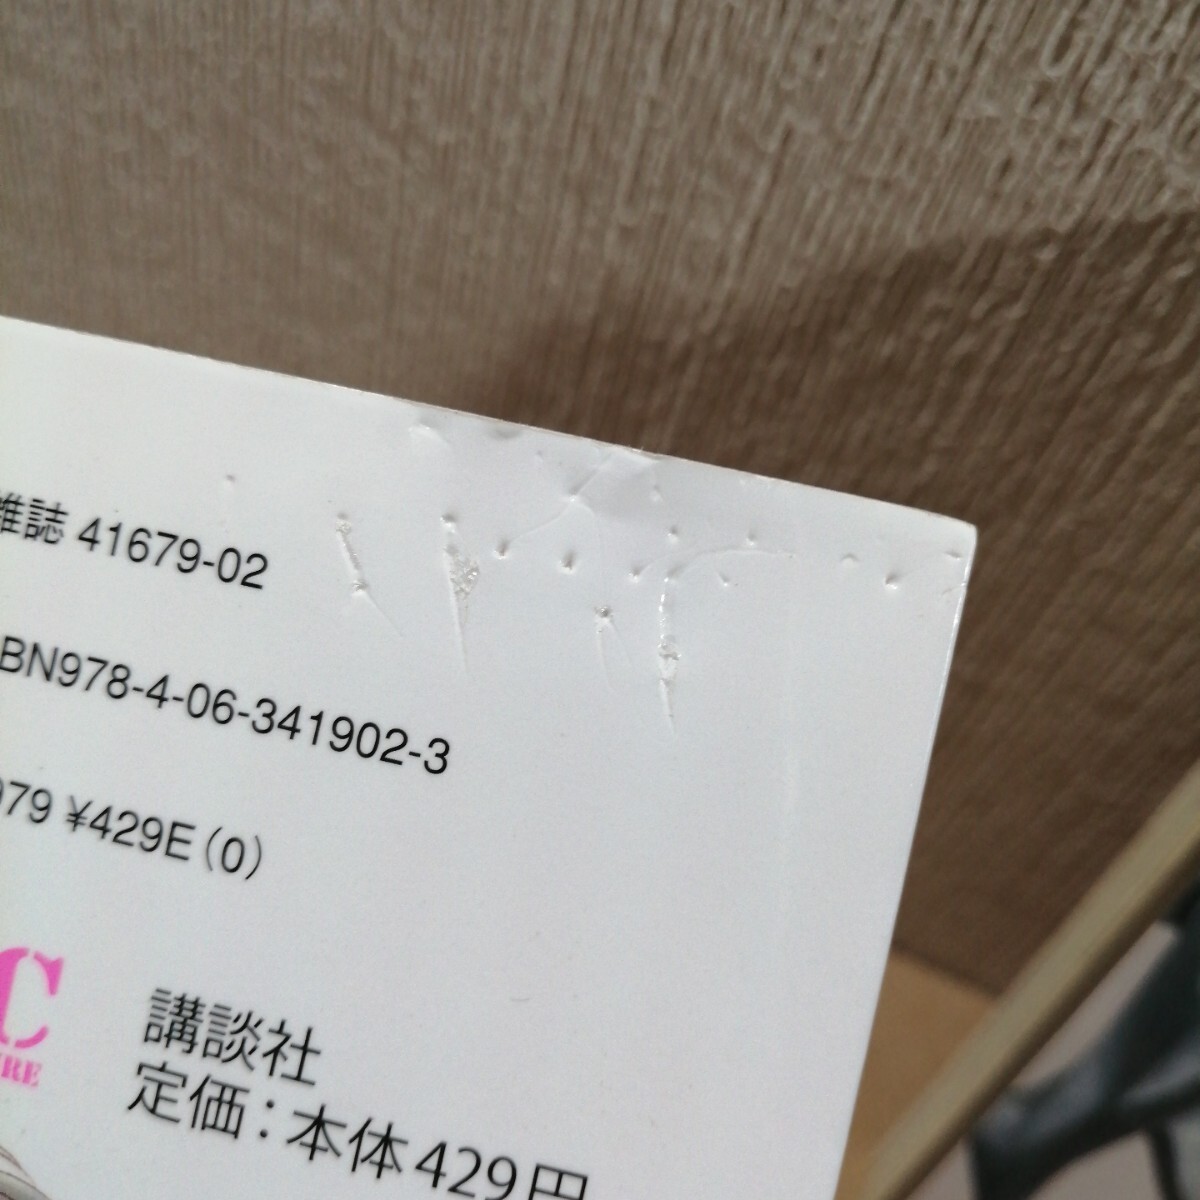 雑誌 41679-02
BN978-4-06-341902-3
979 ¥429E(0)
C
講談社
定価:本体429円